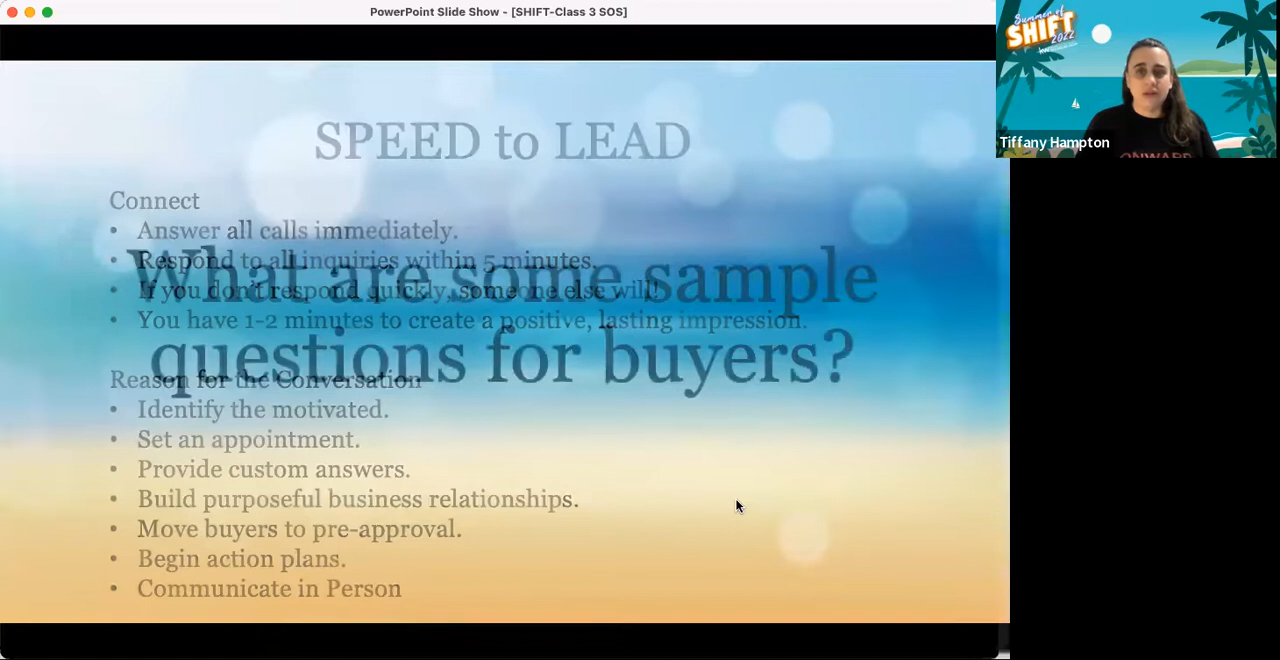 PowerPoint Slide Show - [SHIFT-Class 3 SOS]
Summer of
SHIFT
2022
Tiffany Hampton
ONWARD
SPEED to LEAD
Connect
• Answer all calls immediately.
• Respond to all inquiries within 5 minutes.
• If you don't respond quickly, someone else will!
• You have 1-2 minutes to create a positive, lasting impression.
What are some sample
questions for buyers?
Reason for the Conversation
• Identify the motivated.
• Set an appointment.
• Provide custom answers.
• Build purposeful business relationships.
• Move buyers to pre-approval.
• Begin action plans.
• Communicate in Person